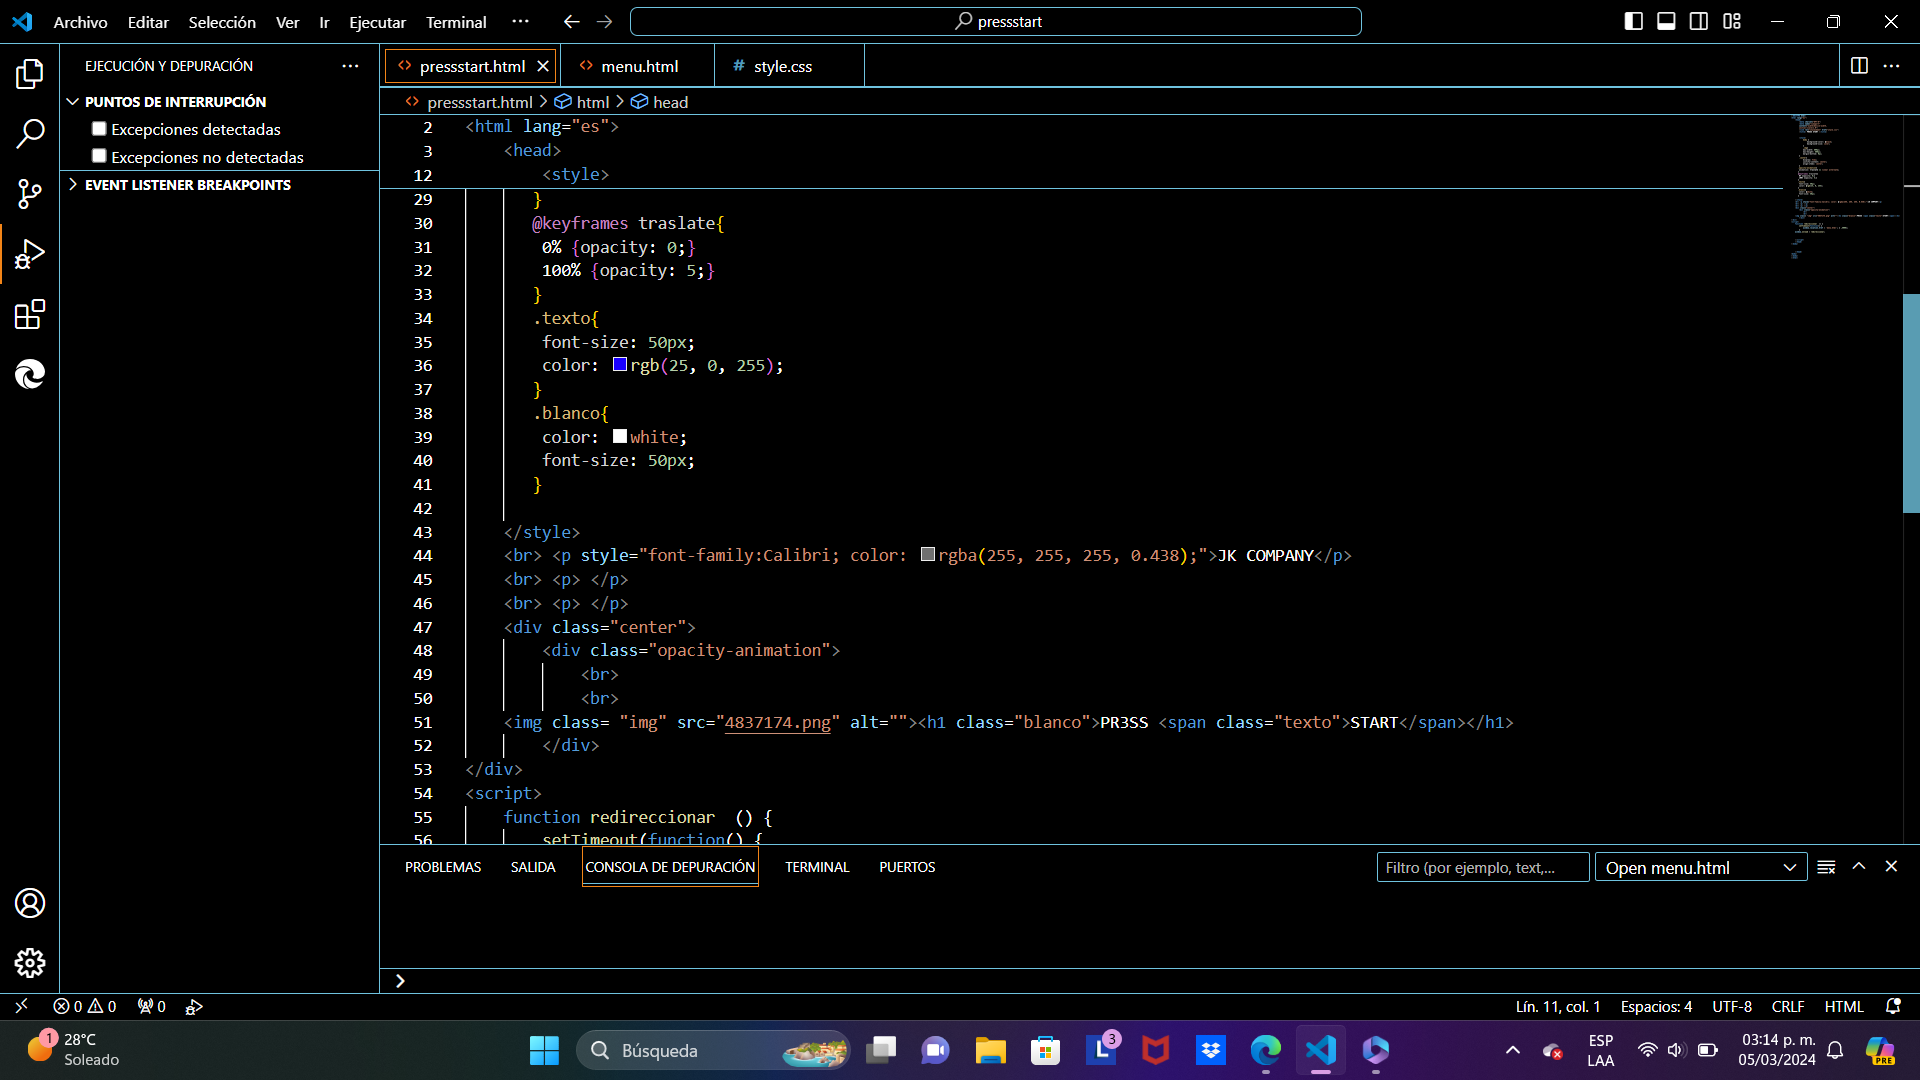 Archivo Editar Selección Ver Ir Ejecutar Terminal ··· pressstart
EJECUCIÓN Y DEPURACIÓN ···
PUNTOS DE INTERRUPCIÓN
Excepciones detectadas
Excepciones no detectadas
EVENT LISTENER BREAKPOINTS
pressstart.html menu.html # style.css
pressstart.html > html > head
2 <html lang="es">
3 <head>
12 <style>
29 }
30 @keyframes traslate{
31 0% {opacity: 0;}
32 100% {opacity: 5;}
33 }
34 .texto{
35 font-size: 50px;
36 color: rgb(25, 0, 255);
37 }
38 .blanco{
39 color: white;
40 font-size: 50px;
41 }
42
43 </style>
44 <br> <p style="font-family:Calibri; color: rgba(255, 255, 255, 0.438);">JK COMPANY</p>
45 <br> <p> </p>
46 <br> <p> </p>
47 <div class="center">
48 <div class="opacity-animation">
49 <br>
50 <br>
51 <img class= "img" src="4837174.png" alt=""><h1 class="blanco">PR3SS <span class="texto">START</span></h1>
52 </div>
53 </div>
54 <script>
55 function redireccionar () {
56 setTimeout(function() {
PROBLEMAS SALIDA CONSOLA DE DEPURACIÓN TERMINAL PUERTOS Filtro (por ejemplo, text,... Open menu.html
0 0 0 Lín. 11, col. 1 Espacios: 4 UTF-8 CRLF HTML
1 28°C
Soleado
Búsqueda
L 3
PRE
ESP
LAA
03:14 p. m.
05/03/2024